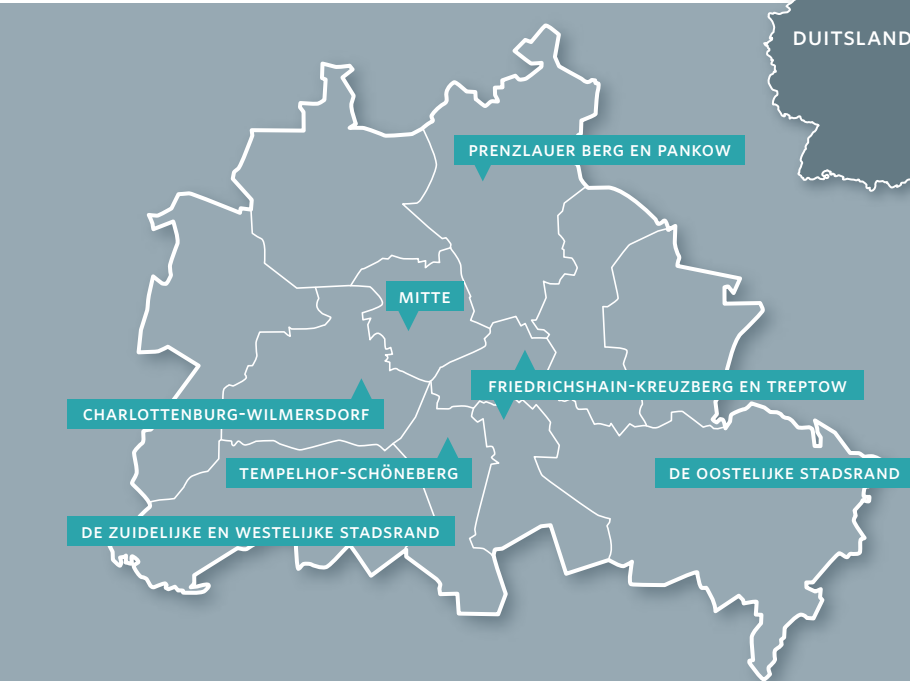 DUITSLAND
PRENZLAUER BERG EN PANKOW
MITTE
FRIEDRICHSHAIN-KREUZBERG EN TREPTOW
CHARLOTTENBURG-WILMERSDORF
TEMPELHOF-SCHÖNEBERG
DE OOSTELIJKE STADSRAND
DE ZUIDELIJKE EN WESTELIJKE STADSRAND